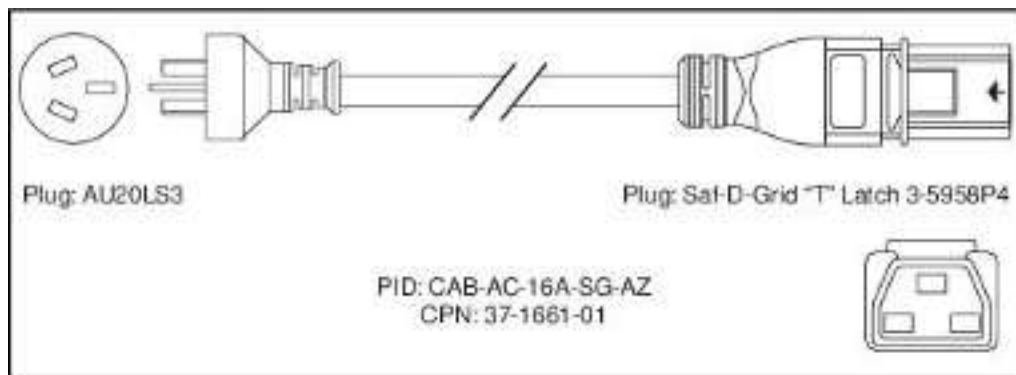 Plug: AU20LS3
Plug: Saf-D-Grid "T" Latch 3-5958P4
PID: CAB-AC-16A-SG-AZ
CPN: 37-1661-01